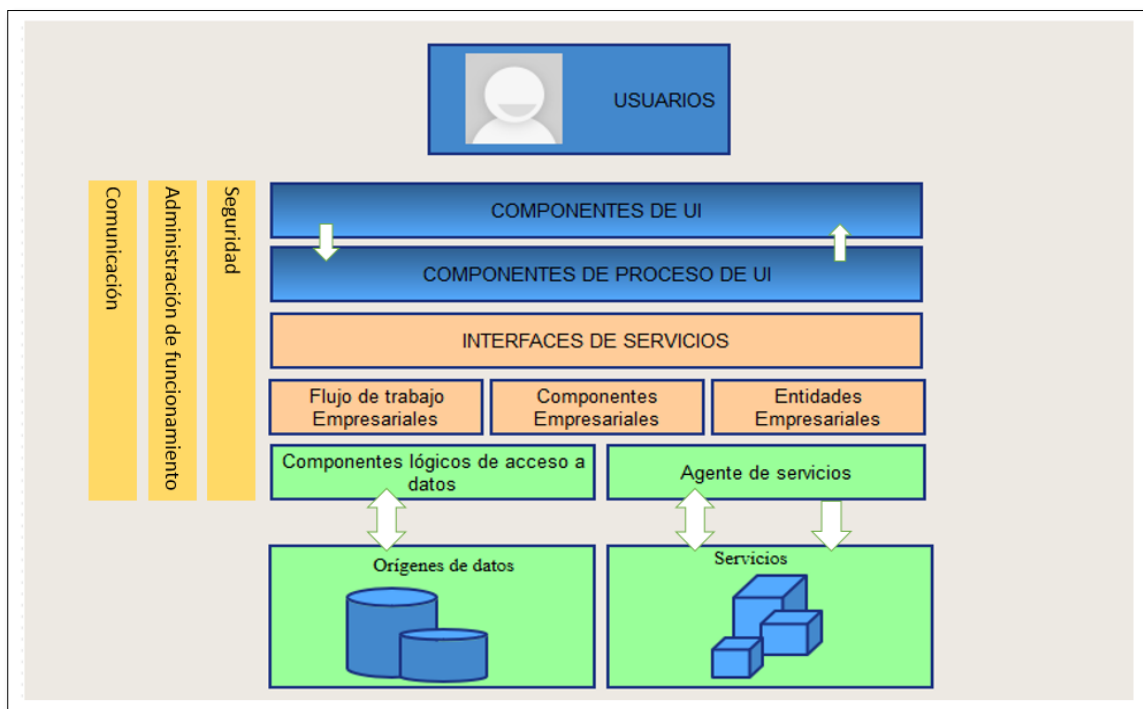 USUARIOS
Comunicación
Administración de funcionamiento
Seguridad
COMPONENTES DE UI
COMPONENTES DE PROCESO DE UI
INTERFACES DE SERVICIOS
Flujo de trabajo
Empresariales
Componentes
Empresariales
Entidades
Empresariales
Componentes lógicos de acceso a
datos
Agente de servicios
Orígenes de datos
Servicios